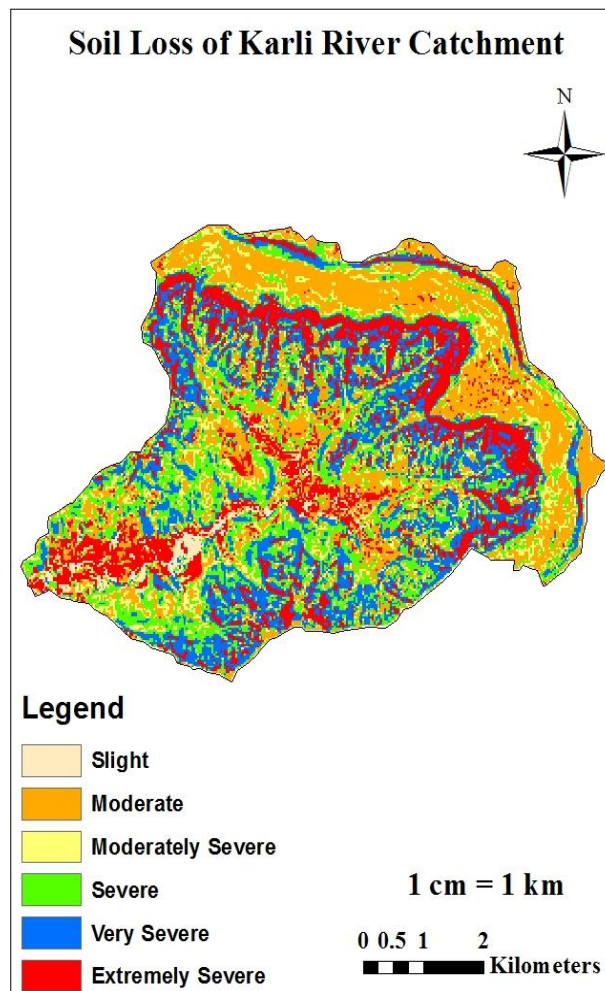 Soil Loss of Karli River Catchment
N
Legend
Slight
Moderate
Moderately Severe
Severe
Very Severe
Extremely Severe
1 cm = 1 km
0 0.5 1 2
Kilometers